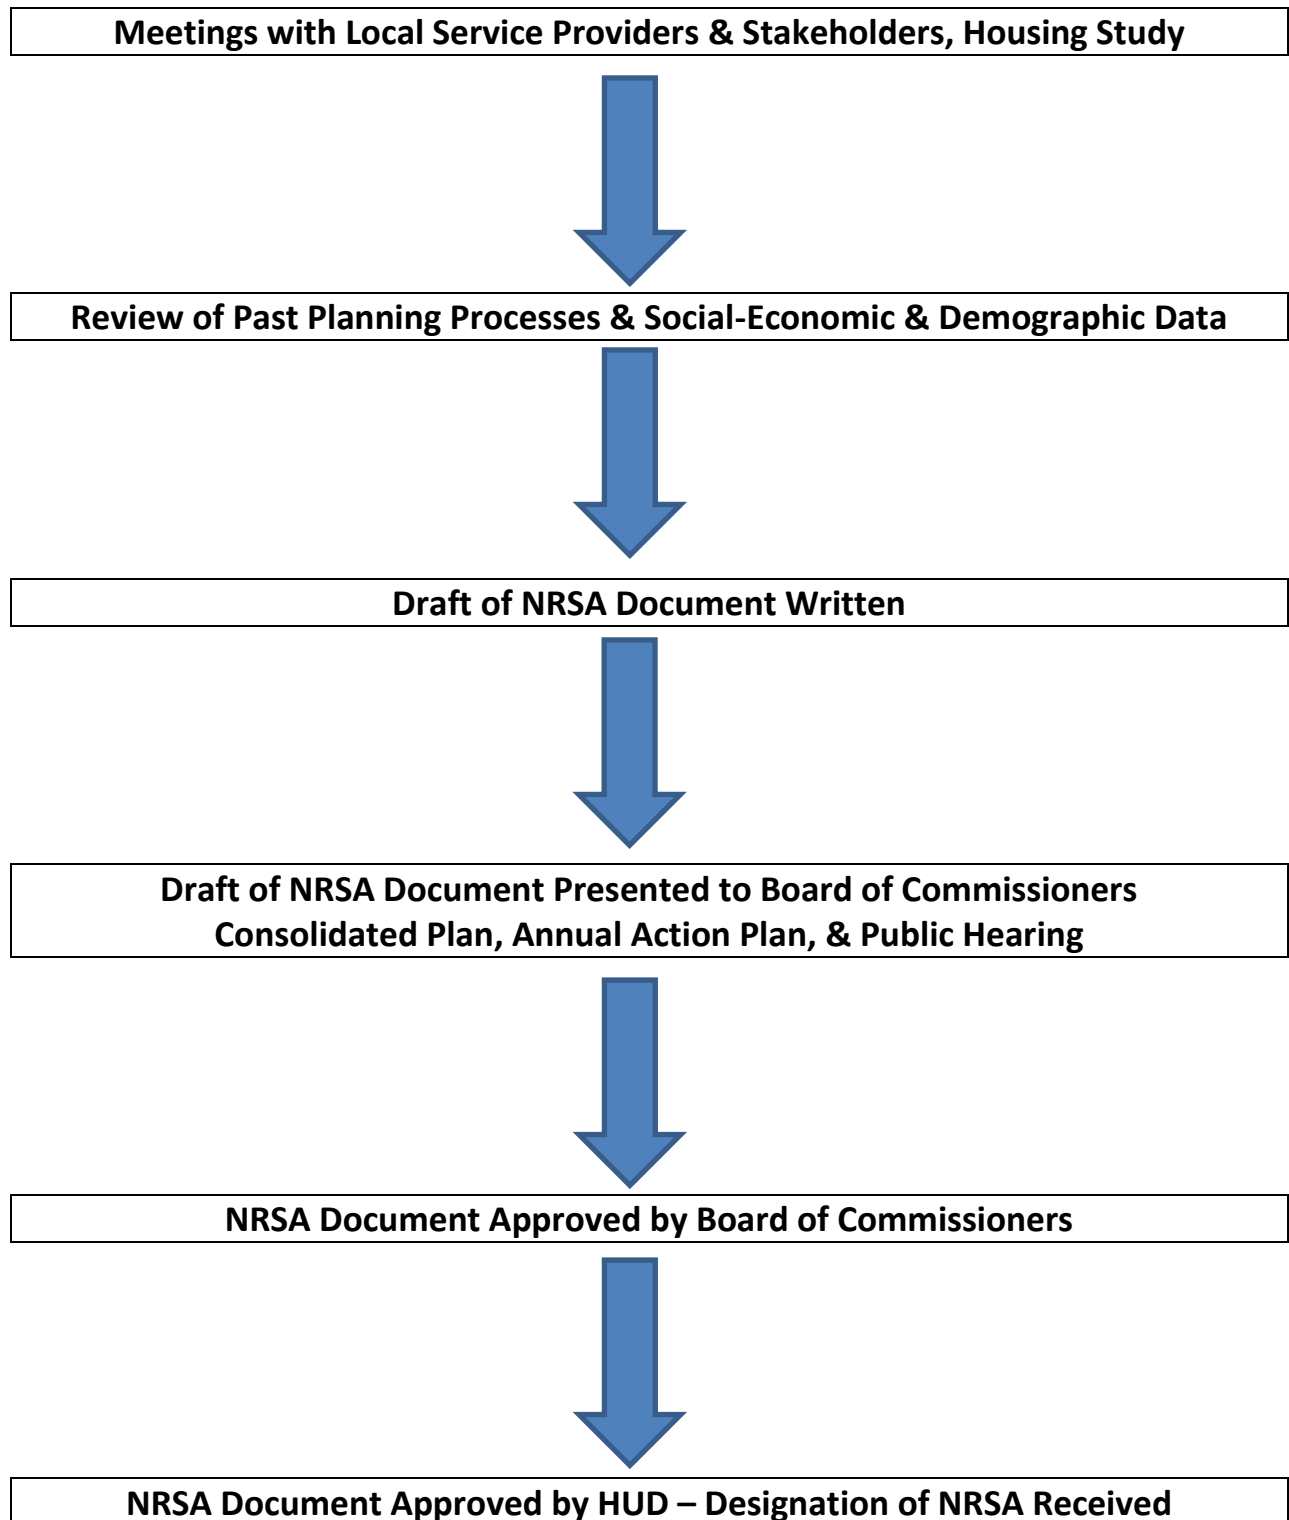 Meetings with Local Service Providers & Stakeholders, Housing Study
Review of Past Planning Processes & Social-Economic & Demographic Data
Draft of NRSA Document Written
Draft of NRSA Document Presented to Board of Commissioners
Consolidated Plan, Annual Action Plan, & Public Hearing
NRSA Document Approved by Board of Commissioners
NRSA Document Approved by HUD – Designation of NRSA Received